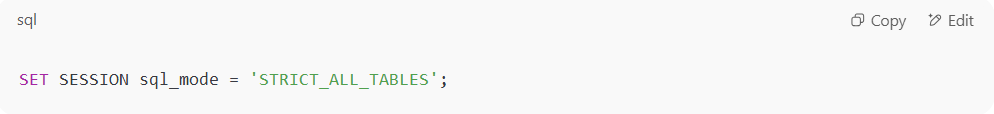 sql
Copy
Edit
SET SESSION sql_mode = 'STRICT_ALL_TABLES';